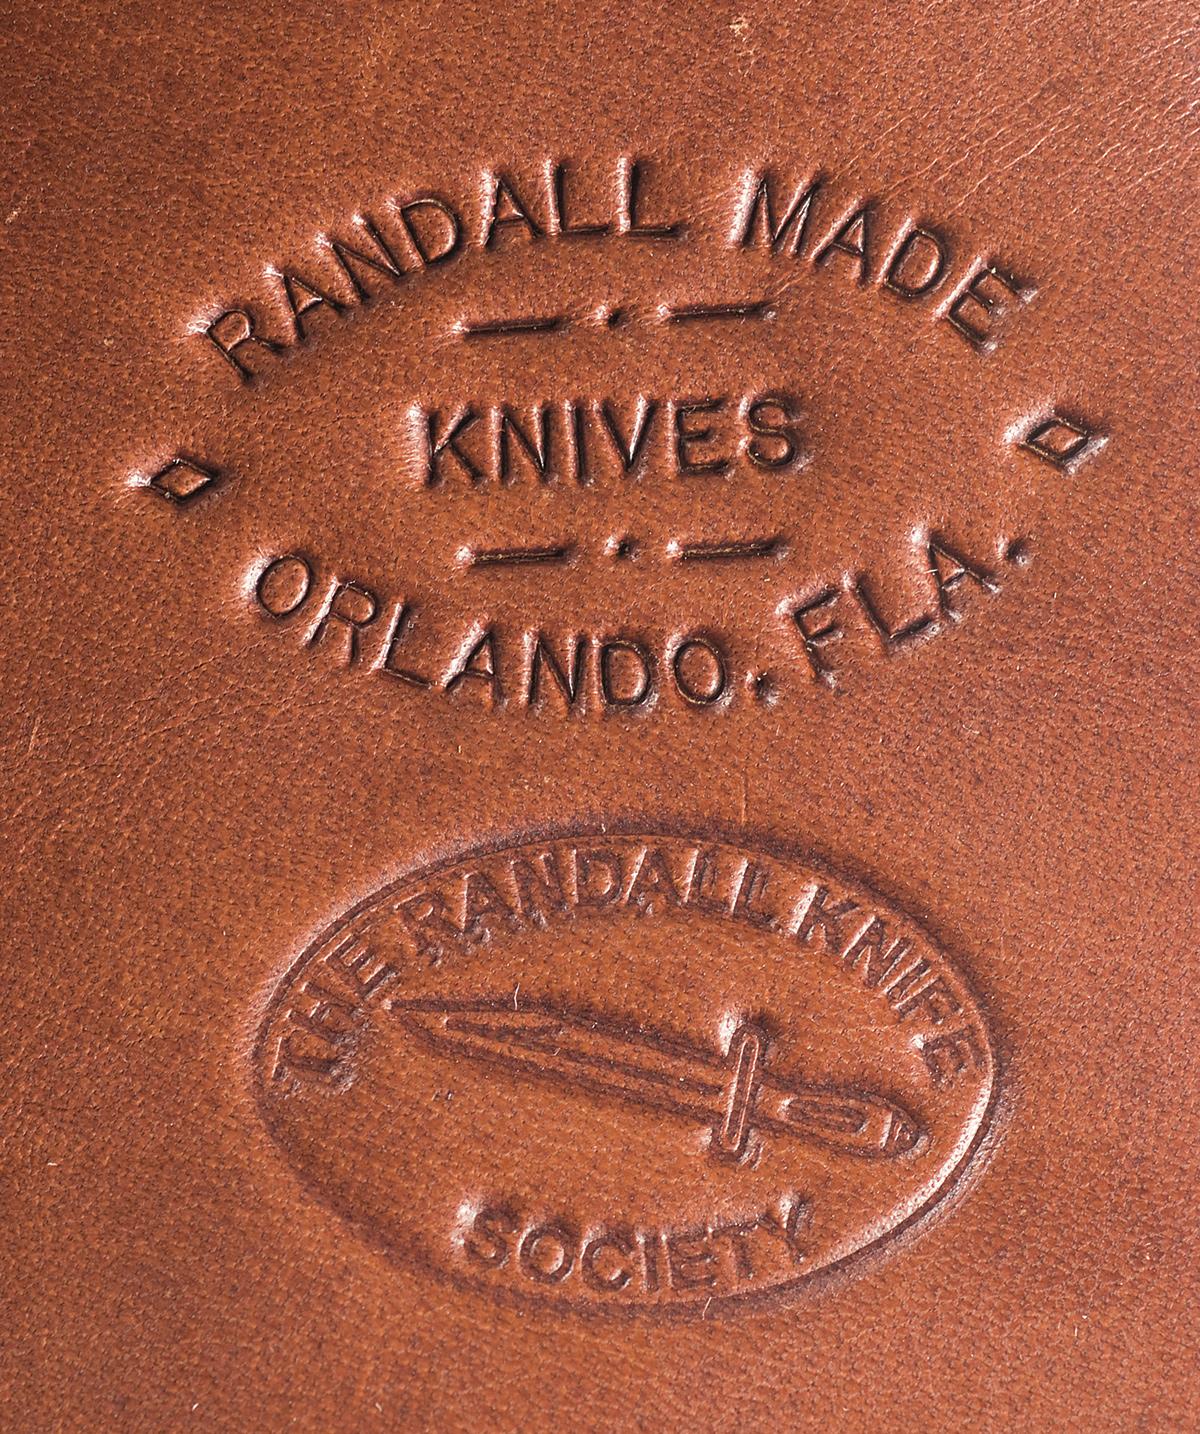 RANDALL MADE
KNIVES
ORLANDO. FLA.
THE RANDALL KNIFE
SOCIETY